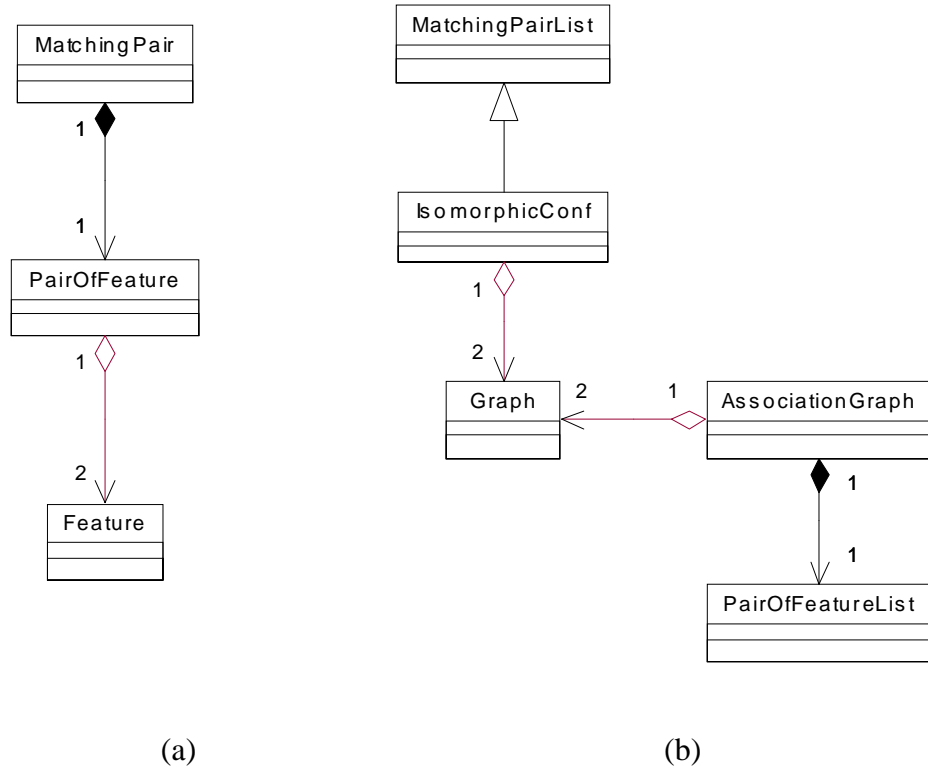 MatchingPair
1
1
PairOfFeature
1
2
Feature
(a)
MatchingPairList
IsomorphicConf
1
2
Graph
2
1
AssociationGraph
1
1
PairOfFeatureList
(b)